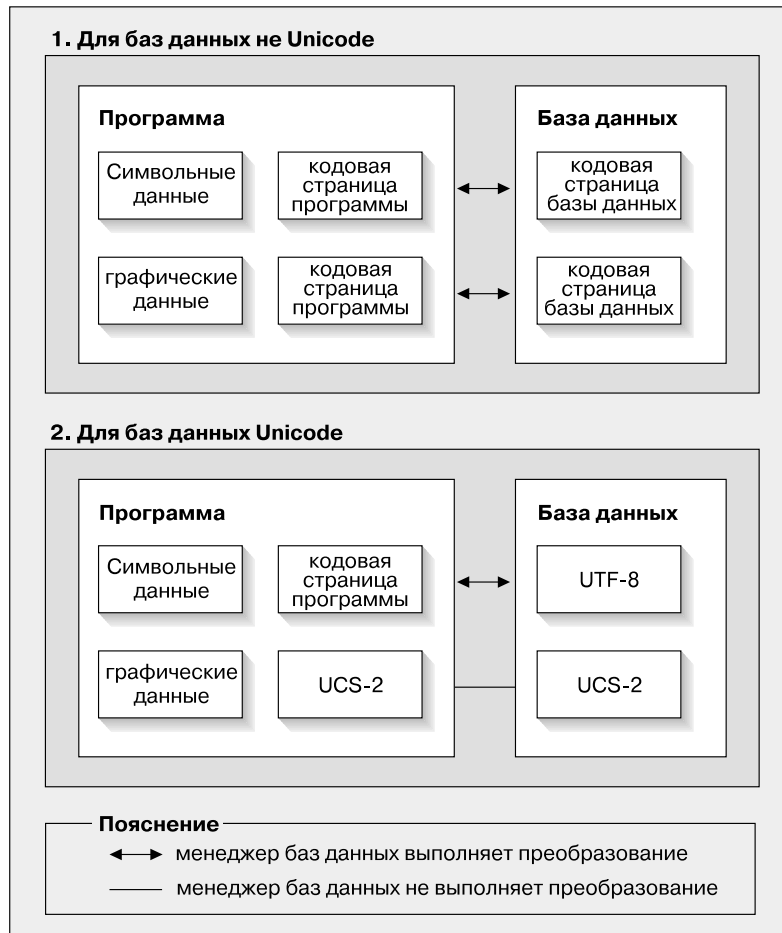 1. Для баз данных не Unicode
Программа
База данных
Символьные
данные
кодовая
страница
программы
кодовая
страница
базы данных
графические
данные
кодовая
страница
программы
кодовая
страница
базы данных
2. Для баз данных Unicode
Программа
База данных
Символьные
данные
кодовая
страница
программы
UTF-8
графические
данные
UCS-2
UCS-2
Пояснение
менеджер баз данных выполняет преобразование
менеджер баз данных не выполняет преобразование